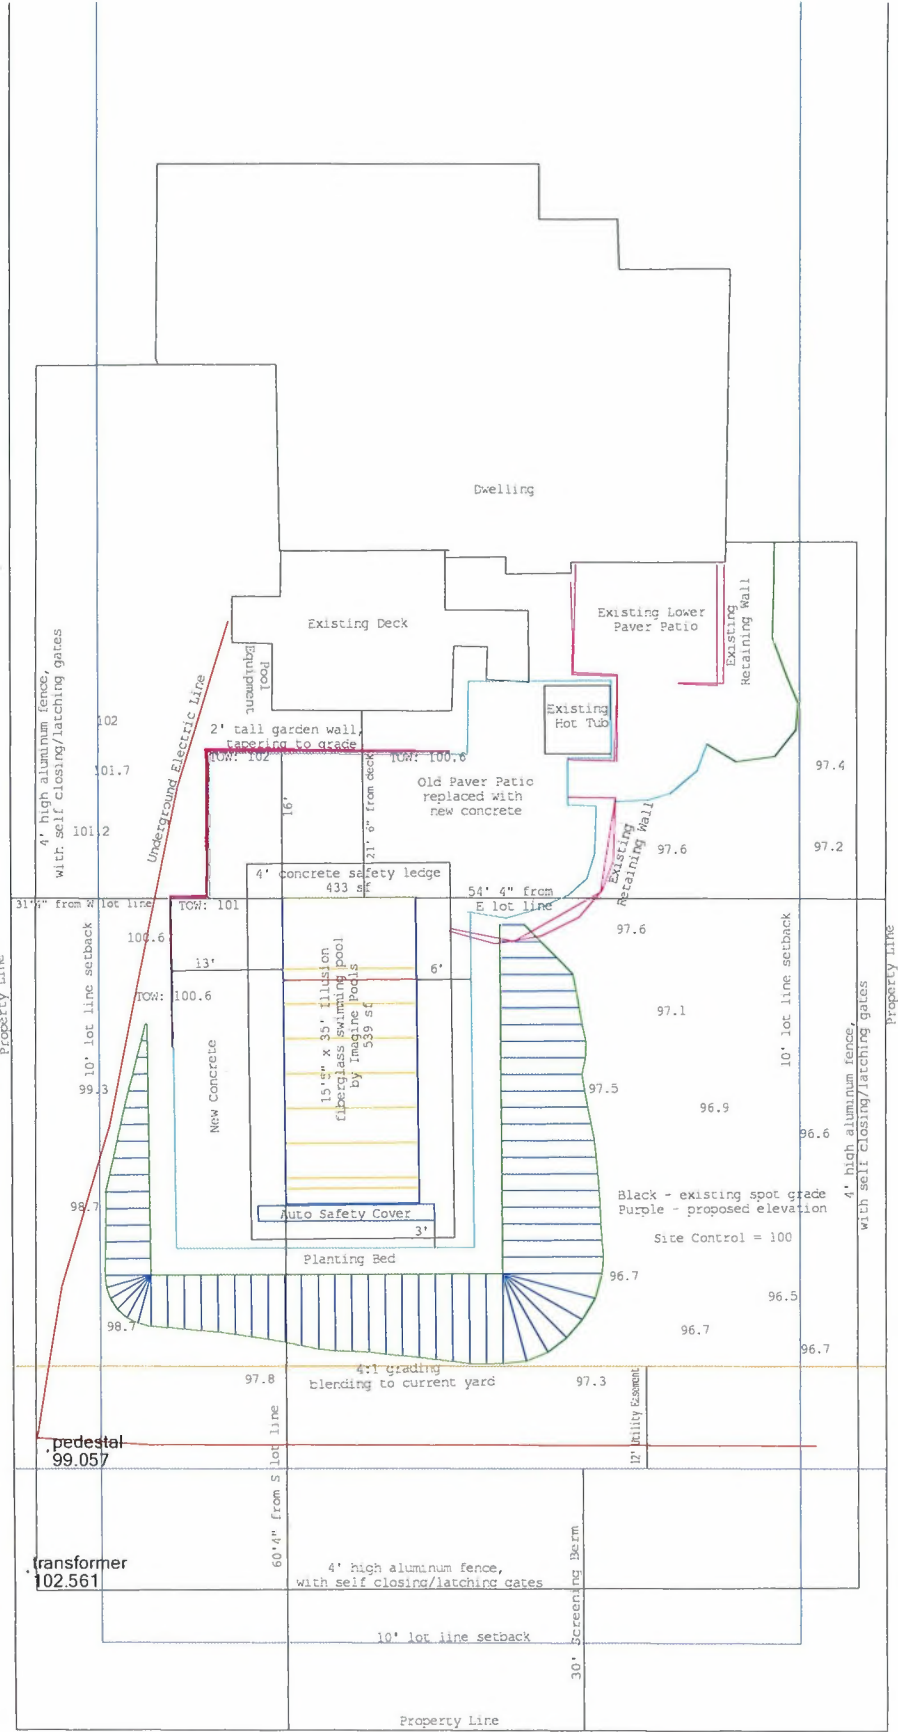 Dwelling
Existing Deck
Existing Lower
Paver Patio
Existing
Retaining Wall
Pool
Equipment
Existing
Hot Tub
4' high aluminum fence,
with self closing/latching gates
Underground Electric Line
102
2' tall garden wall,
tapering to grade
TOW: 102
TOW: 100.6
101.7
16'
21' 6" from deck
Old Paver Patio
replaced with
new concrete
97.4
101.2
Existing
Retaining Wall
97.6
97.2
4' concrete safety ledge
433 sf
54' 4" from
E lot line
from W lot line
TOW: 101
97.6
100.6
10' lot line setback
10' lot line setback
Property Line
Property Line
13'
6'
TOW: 100.6
97.1
x 35' Illusion
fiberglass swimming pool
by Imagine Pools
539 sf
New Concrete
99.3
97.5
96.9
96.6
4' high aluminum fence,
with self closing/latching gates
98.7
Black - existing spot grade
Purple - proposed elevation
Site Control = 100
Auto Safety Cover
3'
Planting Bed
96.7
96.5
98.7
96.7
96.7
4:1 grading
blending to current yard
97.8
97.3
12' Utility Easement
60'4" from S lot line
pedestal
99.057
transformer
102.561
4' high aluminum fence,
with self closing/latching gates
30' Screening Berm
10' lot line setback
Property Line